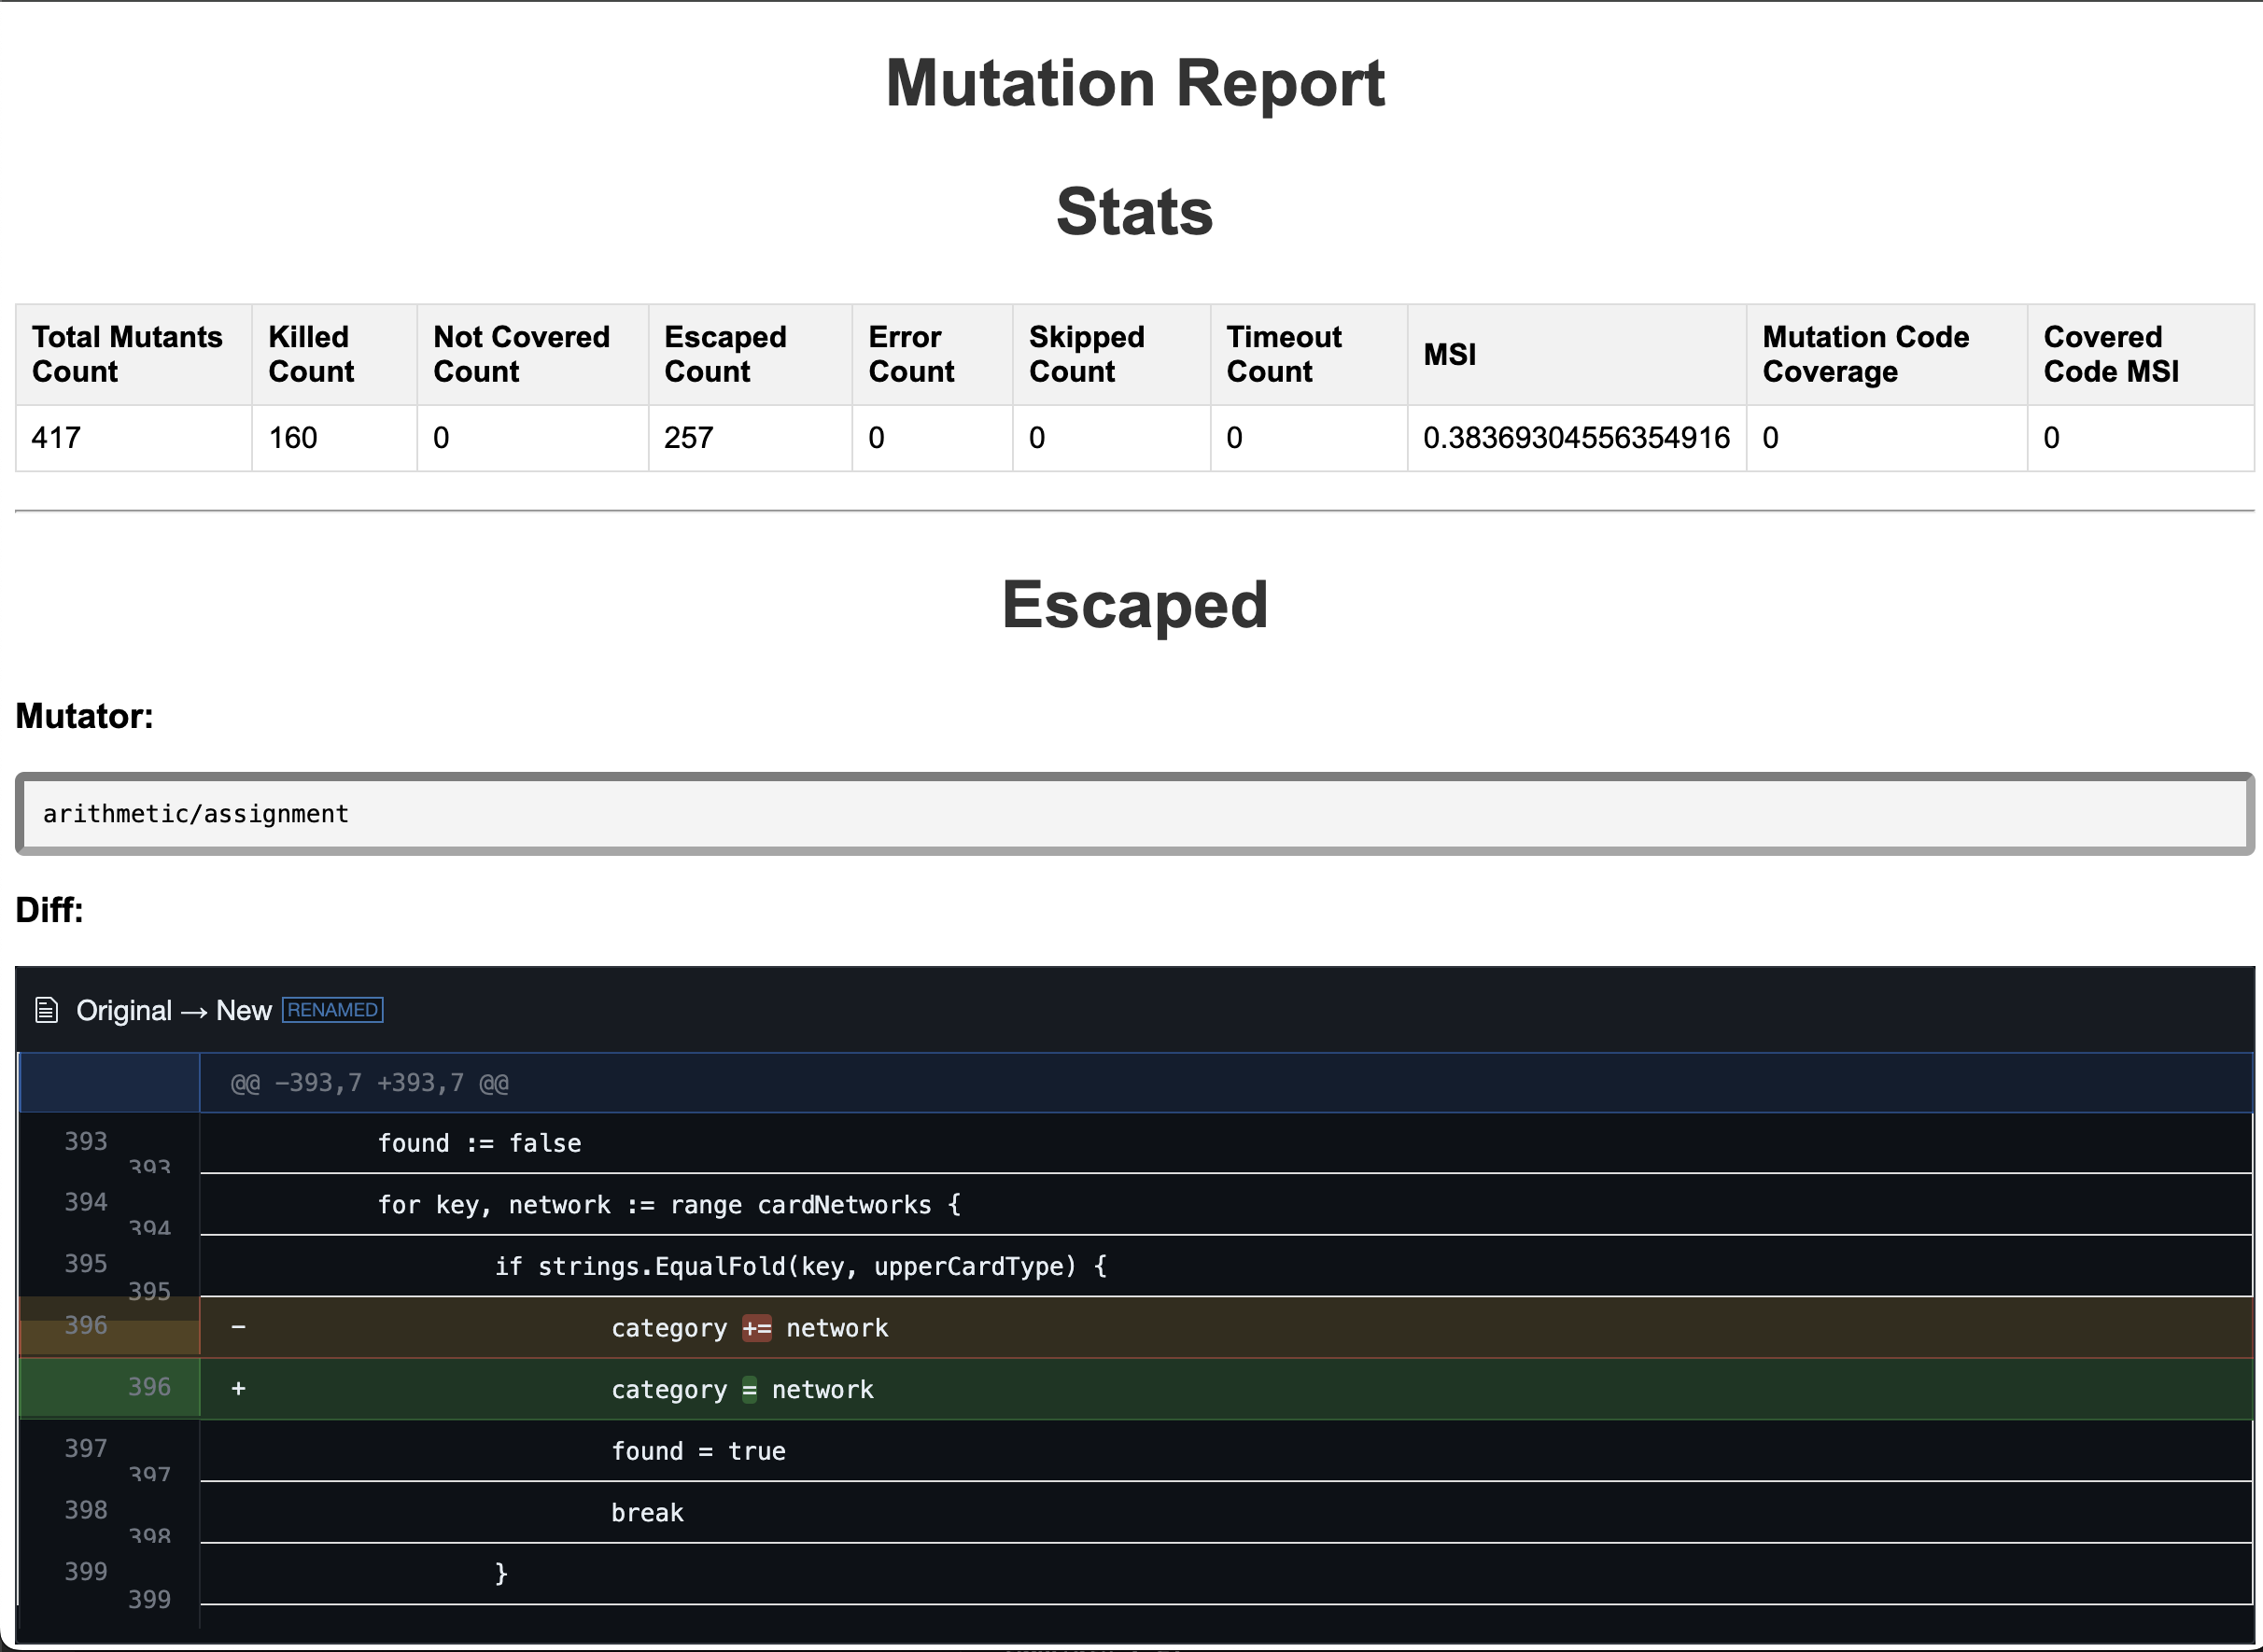 Mutation Report
Stats
Total Mutants Count Killed Count Not Covered Count Escaped Count Error Count Skipped Count Timeout Count MSI Mutation Code Coverage Covered Code MSI
417 160 0 257 0 0 0 0.38369304556354916 0 0
Escaped
Mutator:
arithmetic/assignment
Diff:
Original → New RENAMED
@@ -393,7 +393,7 @@
393 393 found := false
394 394 for key, network := range cardNetworks {
395 395 if strings.EqualFold(key, upperCardType) {
396 - category += network
396 + category = network
397 397 found = true
398 398 break
399 399 }